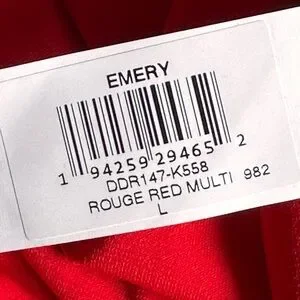 EMERY
1 94259 29465 2
DDR147-K558
ROUGE RED MULTI 982
L